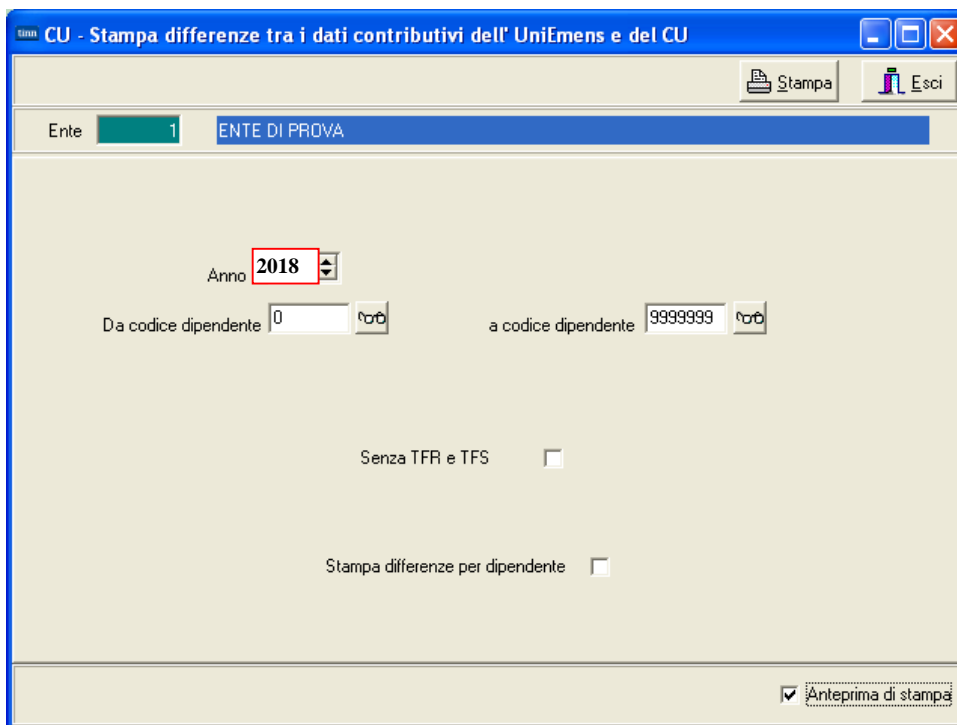 tinn CU - Stampa differenze tra i dati contributivi dell' UniEmens e del CU
Stampa Esci
Ente 1 ENTE DI PROVA
Anno 2018
Da codice dipendente 0 a codice dipendente 9999999
Senza TFR e TFS
Stampa differenze per dipendente
Anteprima di stampa